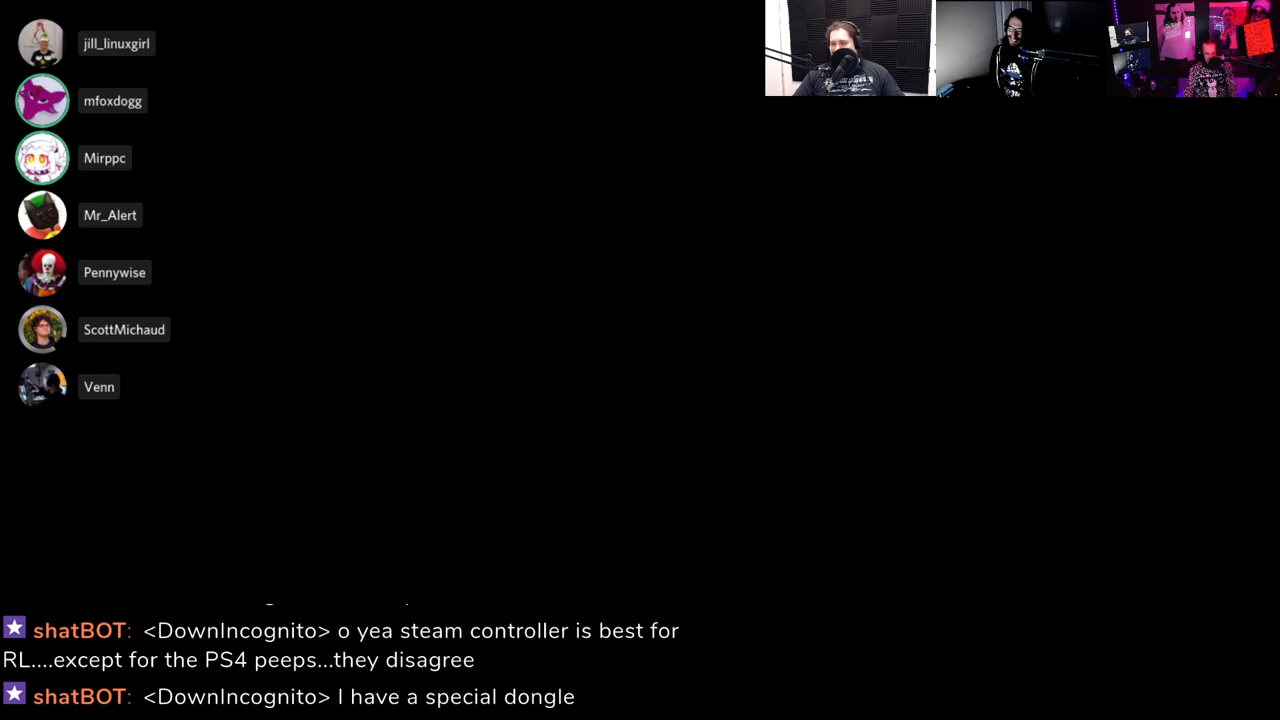 jill_linuxgirl
mfoxdogg
Mirppc
Mr_Alert
Pennywise
ScottMichaud
Venn
shatBOT: <DownIncognito> o yea steam controller is best for
RL....except for the PS4 peeps...they disagree
shatBOT: <DownIncognito> I have a special dongle